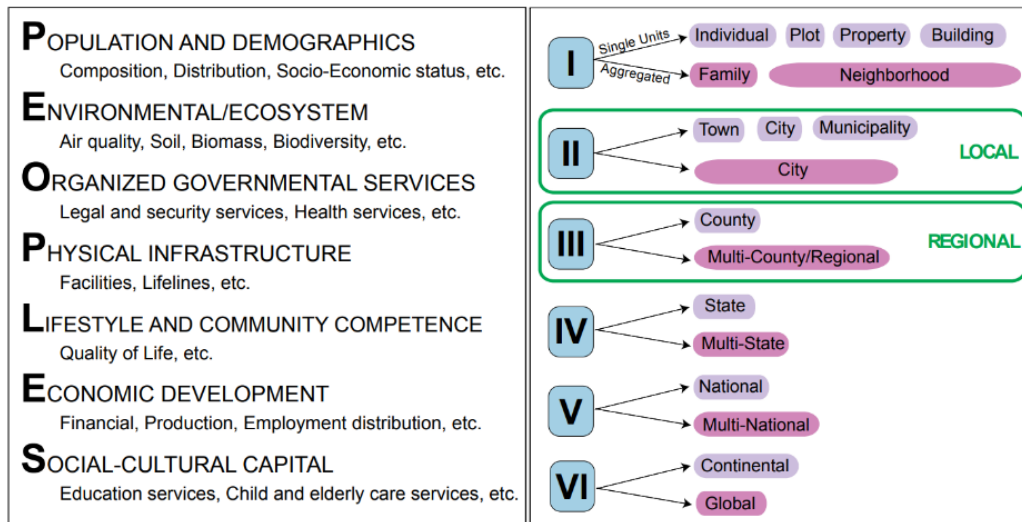 POPULATION AND DEMOGRAPHICS
Composition, Distribution, Socio-Economic status, etc.
ENVIRONMENTAL/ECOSYSTEM
Air quality, Soil, Biomass, Biodiversity, etc.
ORGANIZED GOVERNMENTAL SERVICES
Legal and security services, Health services, etc.
PHYSICAL INFRASTRUCTURE
Facilities, Lifelines, etc.
LIFESTYLE AND COMMUNITY COMPETENCE
Quality of Life, etc.
ECONOMIC DEVELOPMENT
Financial, Production, Employment distribution, etc.
SOCIAL-CULTURAL CAPITAL
Education services, Child and elderly care services, etc.
I
Single Units
Individual Plot Property Building
Aggregated
Family Neighborhood
II
Town City Municipality
LOCAL
City
III
County
REGIONAL
Multi-County/Regional
IV
State
Multi-State
V
National
Multi-National
VI
Continental
Global